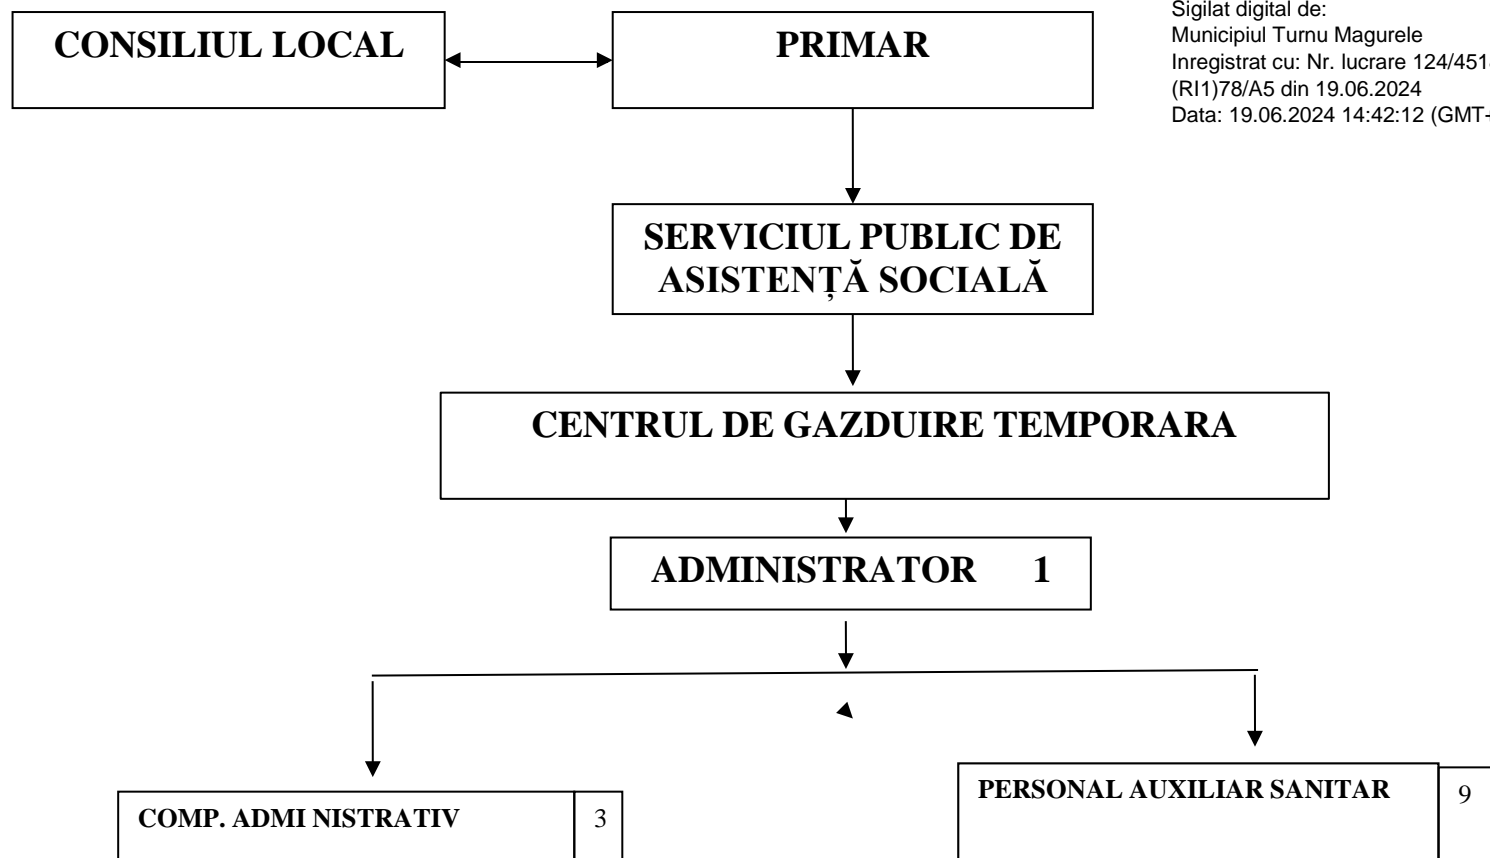 CONSILIUL LOCAL
PRIMAR
Sigilat digital de:
Municipiul Turnu Magurele
Inregistrat cu: Nr. lucrare 124/451
(RI1)78/A5 din 19.06.2024
Data: 19.06.2024 14:42:12 (GMT+
SERVICIUL PUBLIC DE
ASISTENȚĂ SOCIALĂ
CENTRUL DE GAZDUIRE TEMPORARA
ADMINISTRATOR 1
PERSONAL AUXILIAR SANITAR 9
COMP. ADMI NISTRATIV 3